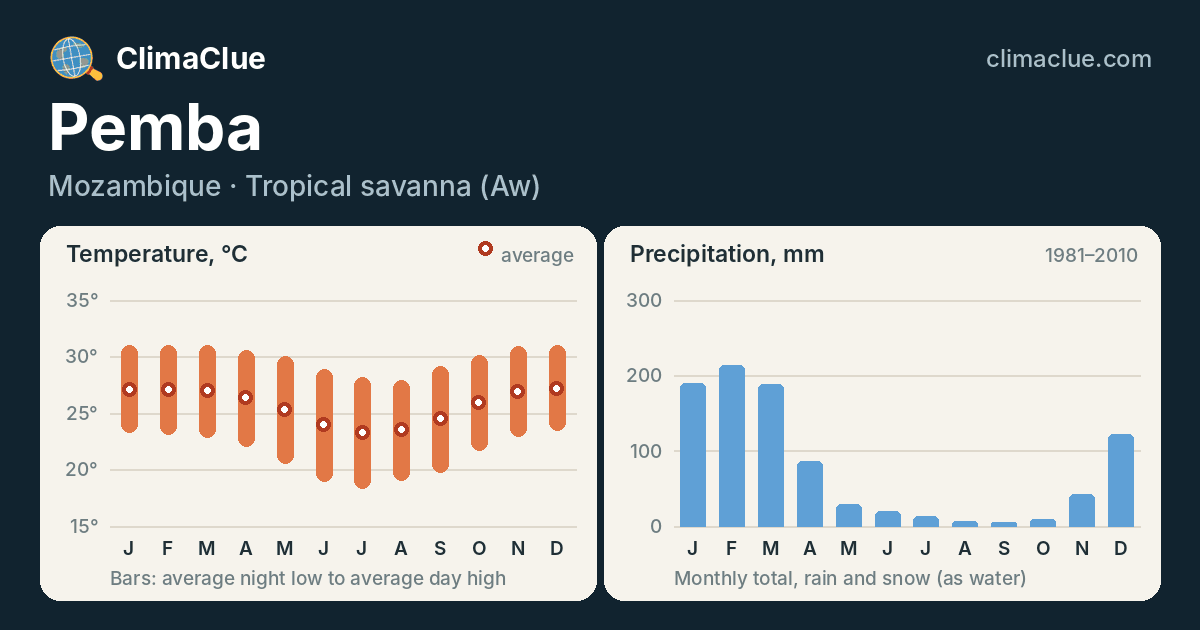 ClimaClue
climaclue.com
Pemba
Mozambique · Tropical savanna (Aw)
Temperature, °C
average
35°
30°
25°
20°
15°
J F M A M J J A S O N D
Bars: average night low to average day high
Precipitation, mm
1981–2010
300
200
100
0
J F M A M J J A S O N D
Monthly total, rain and snow (as water)